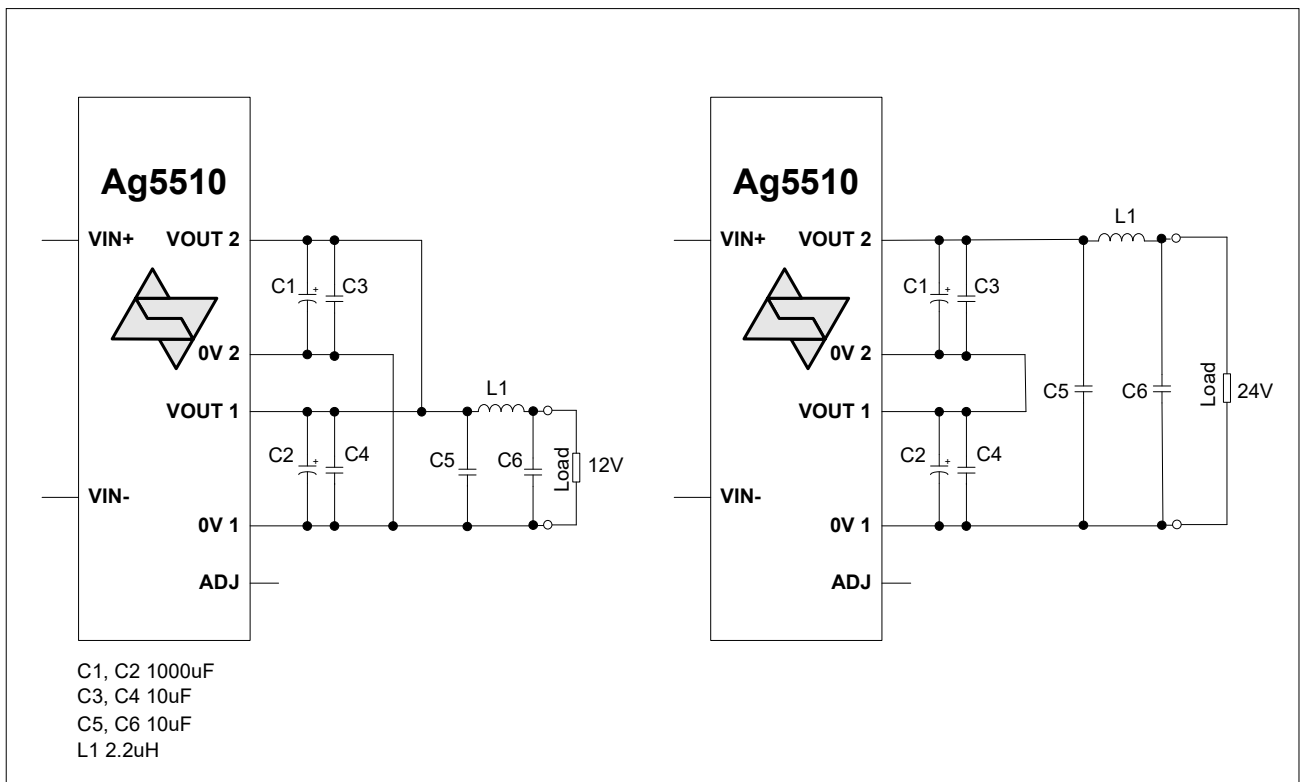 Ag5510
VIN+
VOUT 2
C1
+
C3
0V 2
VOUT 1
L1
C2
+
C4
C5
C6
Load
12V
VIN-
0V 1
ADJ
C1, C2 1000uF
C3, C4 10uF
C5, C6 10uF
L1 2.2uH
Ag5510
VIN+
VOUT 2
L1
C1
+
C3
0V 2
C5
C6
Load
24V
VOUT 1
C2
+
C4
VIN-
0V 1
ADJ